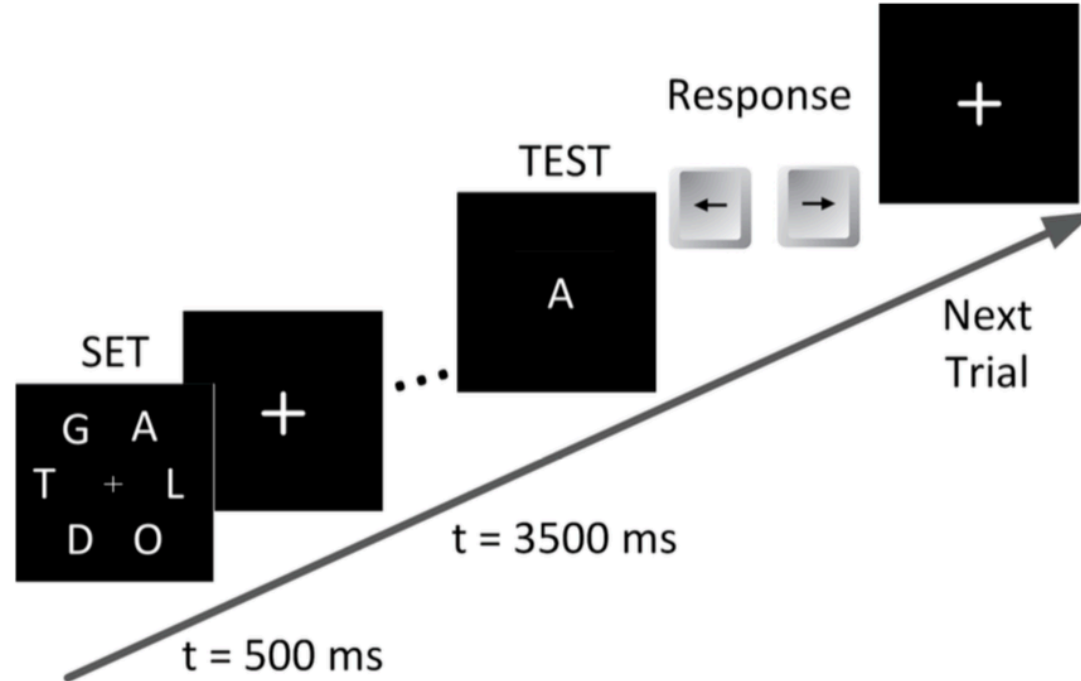 Response
TEST
A
SET
G A
T L
D O
Next
Trial
t = 3500 ms
t = 500 ms